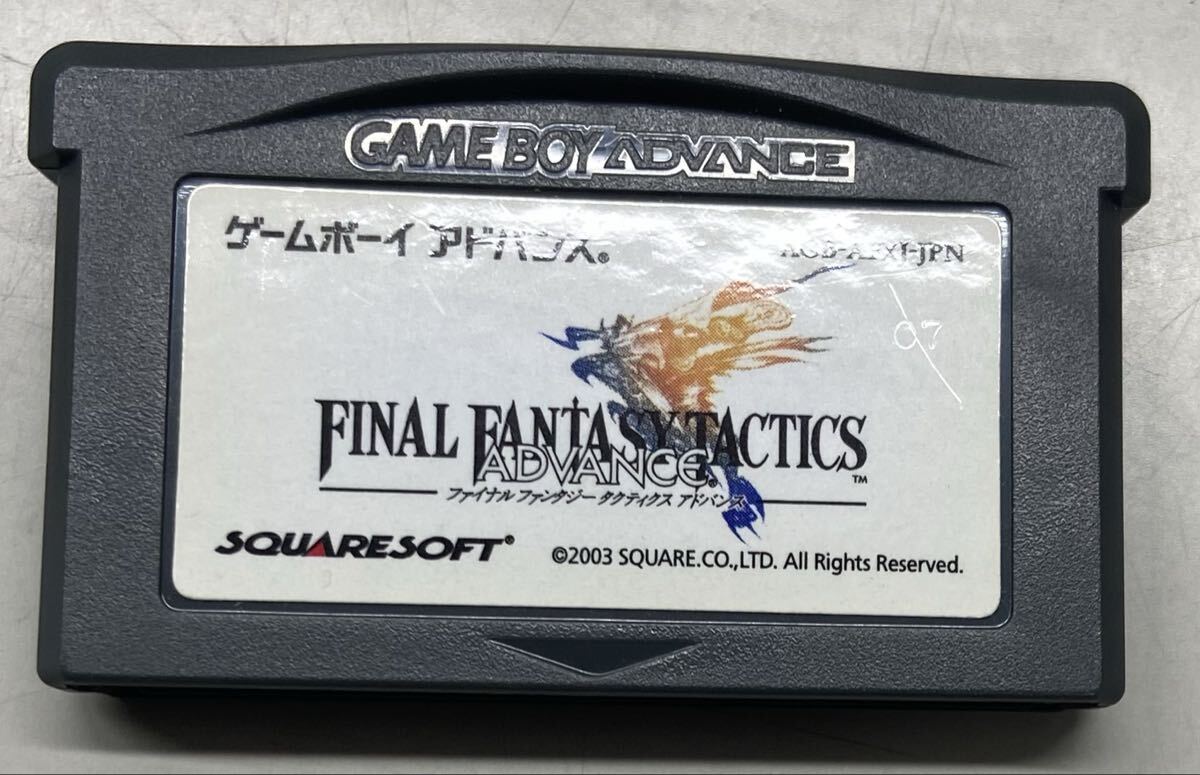 GAME BOY ADVANCE
ゲームボーイ アドバンス®
07
FINAL FANTASY TACTICS™
ADVANCE®
ファイナル ファンタジー タクティクス アドバンス
SQUARESOFT®
©2003 SQUARE.CO.,LTD. All Rights Reserved.